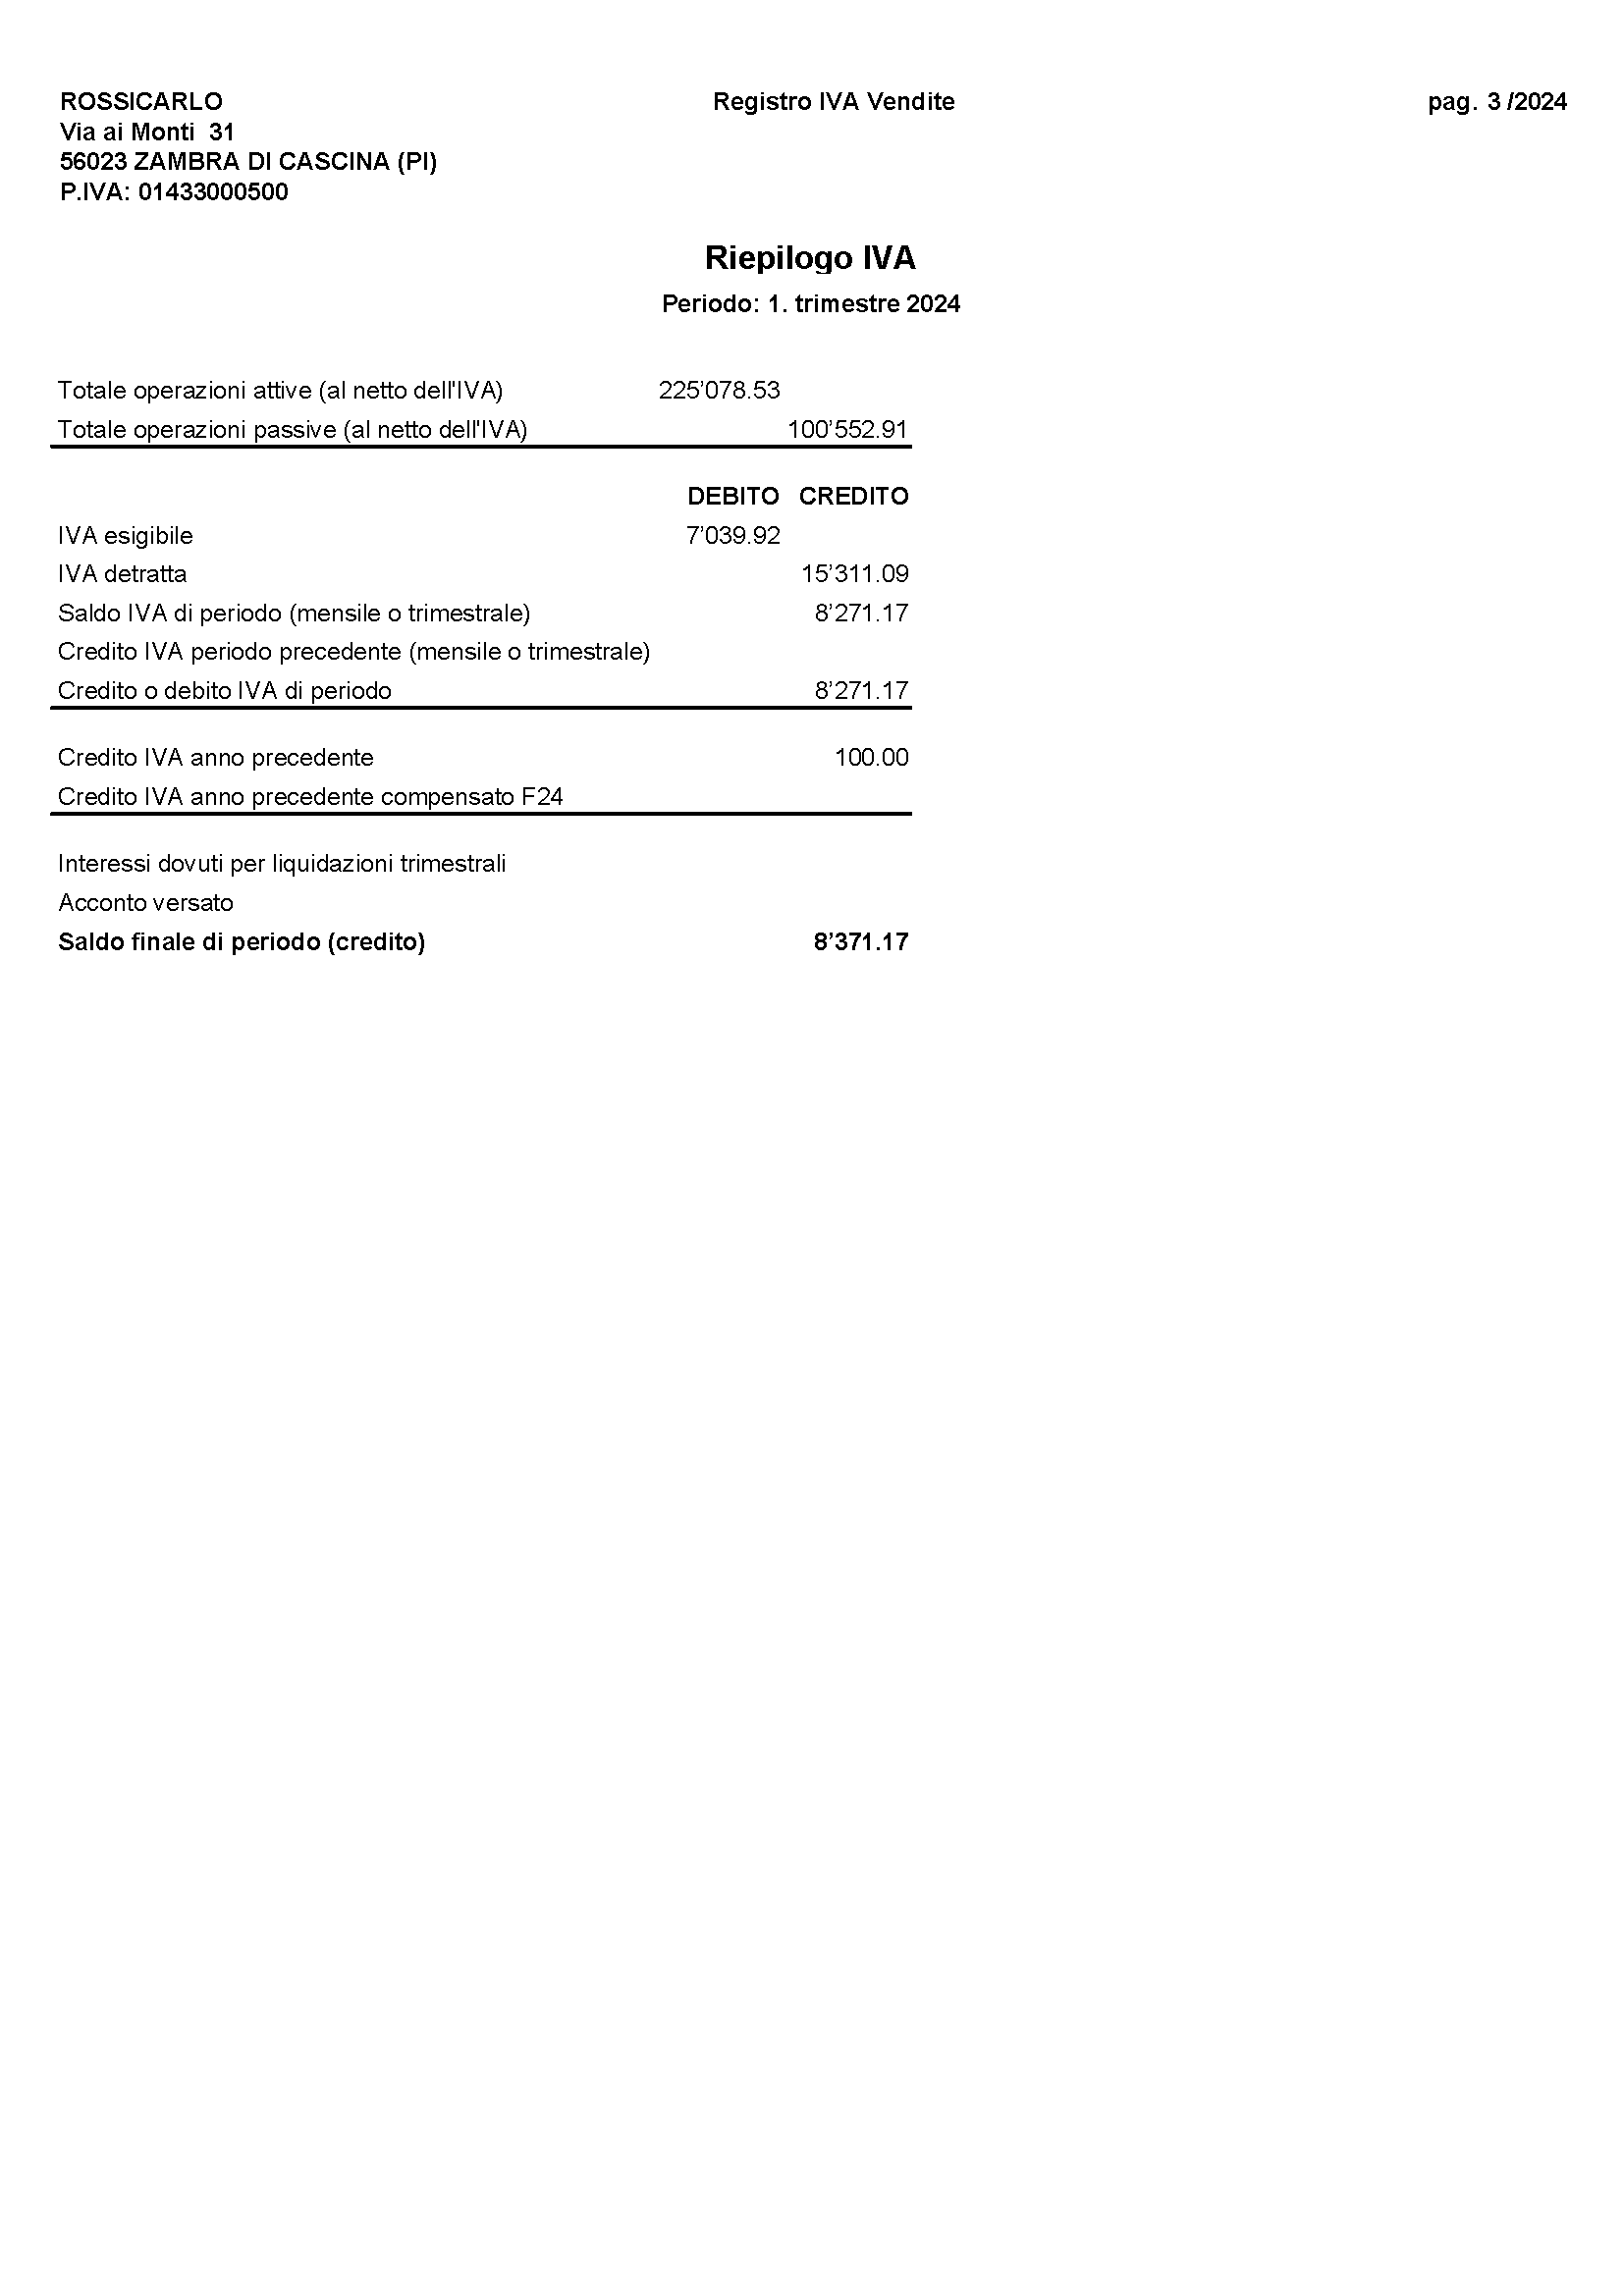 ROSSICARLO Registro IVA Vendite pag. 3 /2024
Via ai Monti  31
56023 ZAMBRA DI CASCINA (PI)
P.IVA: 01433000500
Riepilogo IVA
Periodo: 1. trimestre 2024
Totale operazioni attive (al netto dell'IVA) 225’078.53
Totale operazioni passive (al netto dell'IVA) 100’552.91
DEBITO CREDITO
IVA esigibile 7’039.92
IVA detratta 15’311.09
Saldo IVA di periodo (mensile o trimestrale) 8’271.17
Credito IVA periodo precedente (mensile o trimestrale)
Credito o debito IVA di periodo 8’271.17
Credito IVA anno precedente 100.00
Credito IVA anno precedente compensato F24
Interessi dovuti per liquidazioni trimestrali
Acconto versato
Saldo finale di periodo (credito) 8’371.17